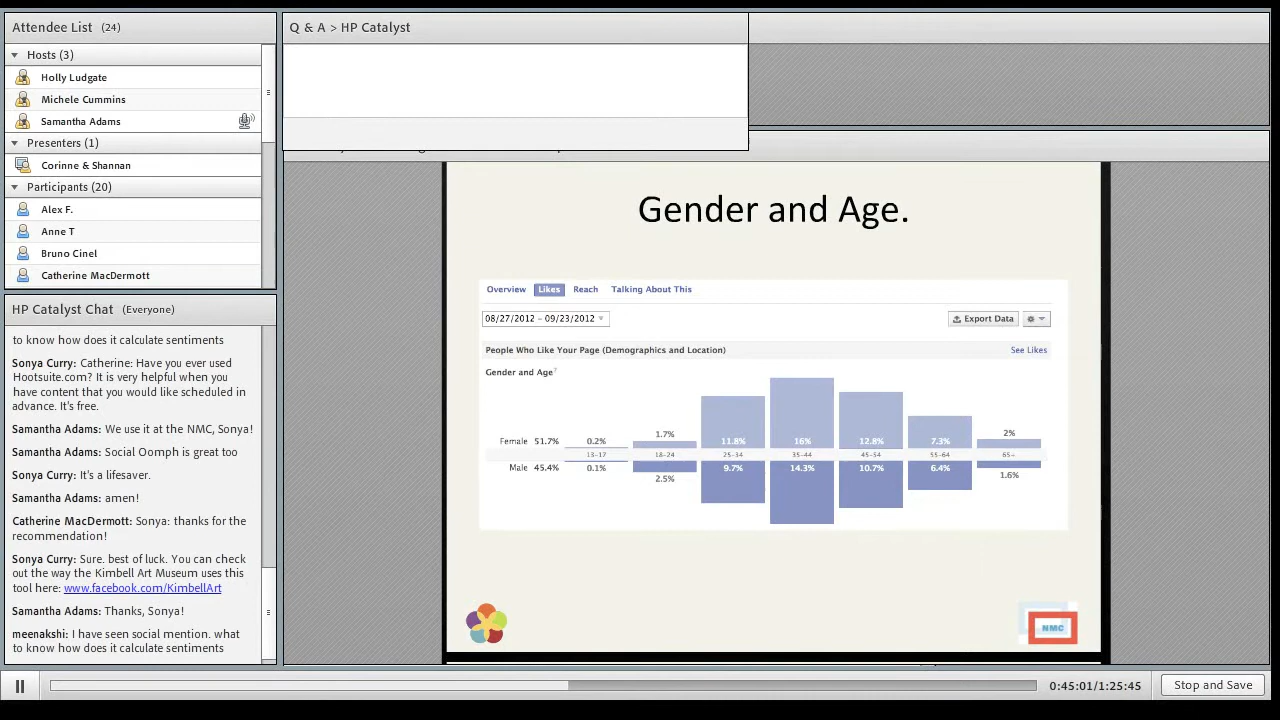 Attendee List (24)
Hosts (3)
Holly Ludgate
Michele Cummins
Samantha Adams
Presenters (1)
Corinne & Shannan
Participants (20)
Alex F.
Anne T
Bruno Cinel
Catherine MacDermott
HP Catalyst Chat (Everyone)
to know how does it calculate sentiments
Sonya Curry: Catherine: Have you ever used
Hootsuite.com? It is very helpful when you
have content that you would like scheduled in
advance. It's free.
Samantha Adams: We use it at the NMC, Sonya!
Samantha Adams: Social Oomph is great too
Sonya Curry: It's a lifesaver.
Samantha Adams: amen!
Catherine MacDermott: Sonya: thanks for the
recommendation!
Sonya Curry: Sure. best of luck. You can check
out the way the Kimbell Art Museum uses this
tool here: www.facebook.com/KimbellArt
Samantha Adams: Thanks, Sonya!
meenakshi: I have seen social mention. what
to know how does it calculate sentiments
Q & A > HP Catalyst
Gender and Age.
Overview Likes Reach Talking About This
08/27/2012 – 09/23/2012
Export Data
People Who Like Your Page (Demographics and Location)
See Likes
Gender and Age?
Female 51.7% 0.2% 1.7% 11.8% 16% 12.8% 7.3% 2%
13-17 18-24 25-34 35-44 45-54 55-64 65+
Male 45.4% 0.1% 2.5% 9.7% 14.3% 10.7% 6.4% 1.6%
NMC
0:45:01/1:25:45
Stop and Save